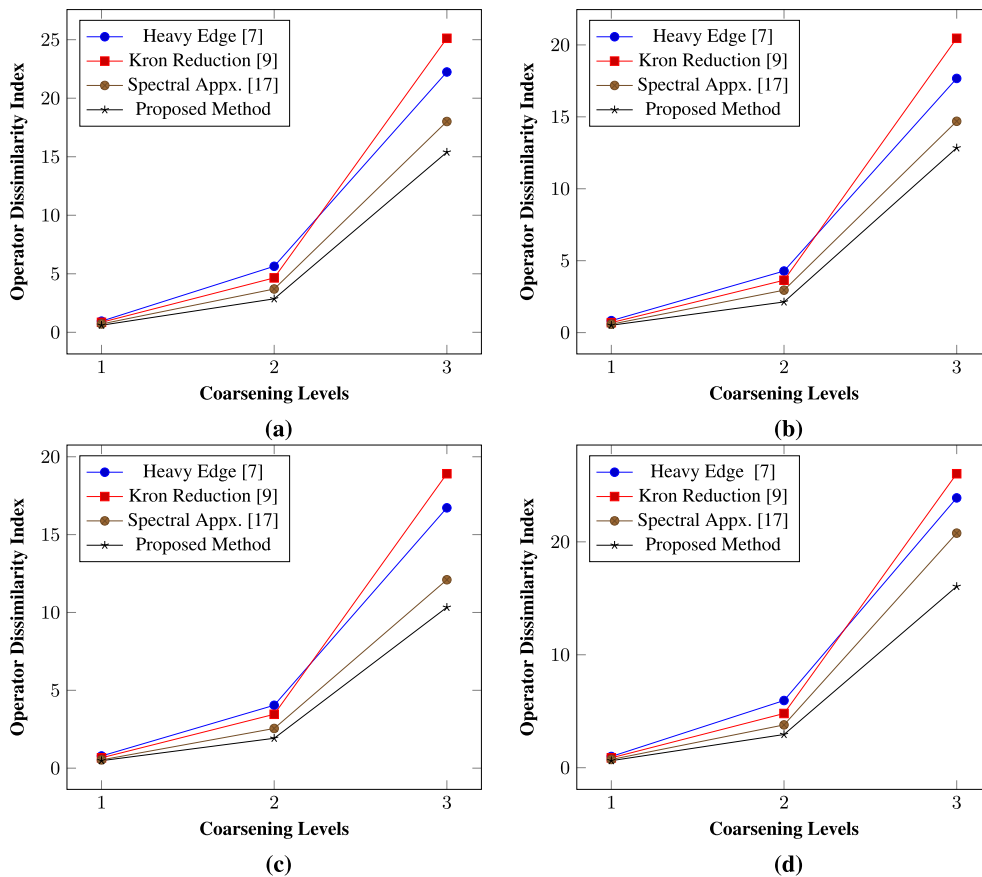 Operator Dissimilarity Index
25
20
15
10
5
0
Heavy Edge [7]
Kron Reduction [9]
Spectral Appx. [17]
Proposed Method
1 2 3
Coarsening Levels
(a)
Operator Dissimilarity Index
20
15
10
5
0
Heavy Edge [7]
Kron Reduction [9]
Spectral Appx. [17]
Proposed Method
1 2 3
Coarsening Levels
(b)
Operator Dissimilarity Index
20
15
10
5
0
Heavy Edge [7]
Kron Reduction [9]
Spectral Appx. [17]
Proposed Method
1 2 3
Coarsening Levels
(c)
Operator Dissimilarity Index
20
10
0
Heavy Edge [7]
Kron Reduction [9]
Spectral Appx. [17]
Proposed Method
1 2 3
Coarsening Levels
(d)